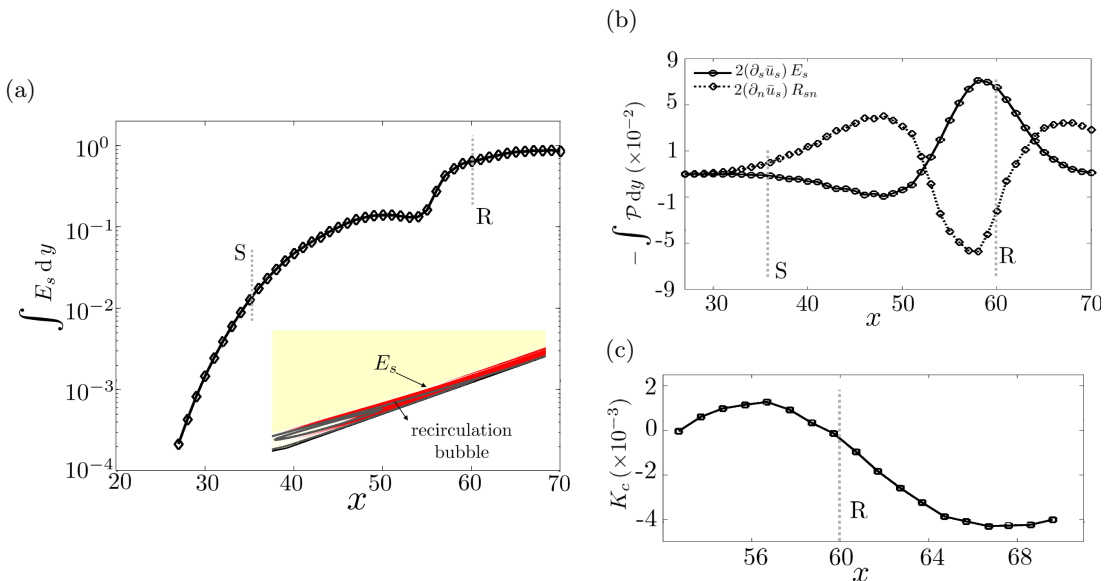 (a)
∫ E_s dy
10^0
10^-1
10^-2
10^-3
10^-4
20
30
40
50
60
70
x
S
R
E_s
recirculation
bubble
(b)
− ∫ 𝒫 dy (×10^-2)
9
5
1
-1
-5
-9
2(∂_s ū_s) E_s
2(∂_n ū_s) R_sn
S
R
30
40
50
60
70
x
(c)
K_c (×10^-3)
2
0
-2
-4
R
56
60
64
68
x